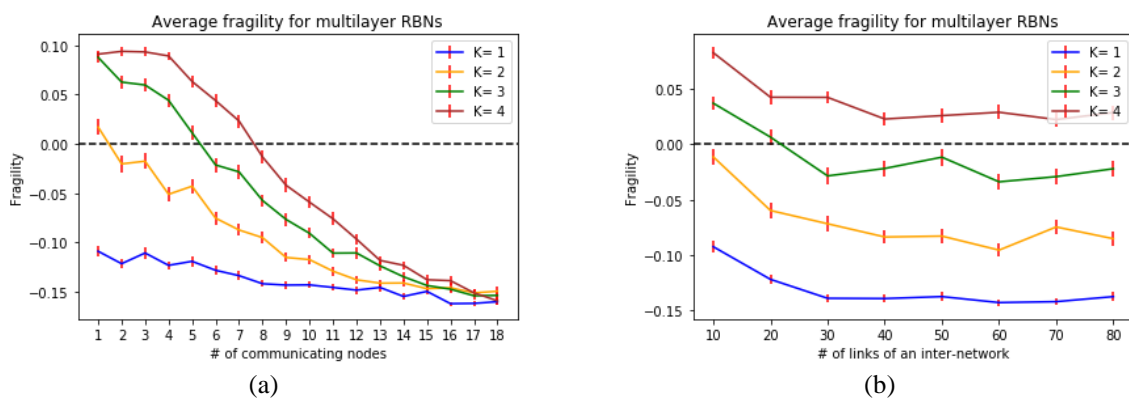 Average fragility for multilayer RBNs
K= 1
K= 2
K= 3
K= 4
0.10
0.05
0.00
−0.05
−0.10
−0.15
Fragility
1 2 3 4 5 6 7 8 9 10 11 12 13 14 15 16 17 18
# of communicating nodes
(a)
Average fragility for multilayer RBNs
K= 1
K= 2
K= 3
K= 4
0.05
0.00
−0.05
−0.10
−0.15
Fragility
10 20 30 40 50 60 70 80
# of links of an inter-network
(b)